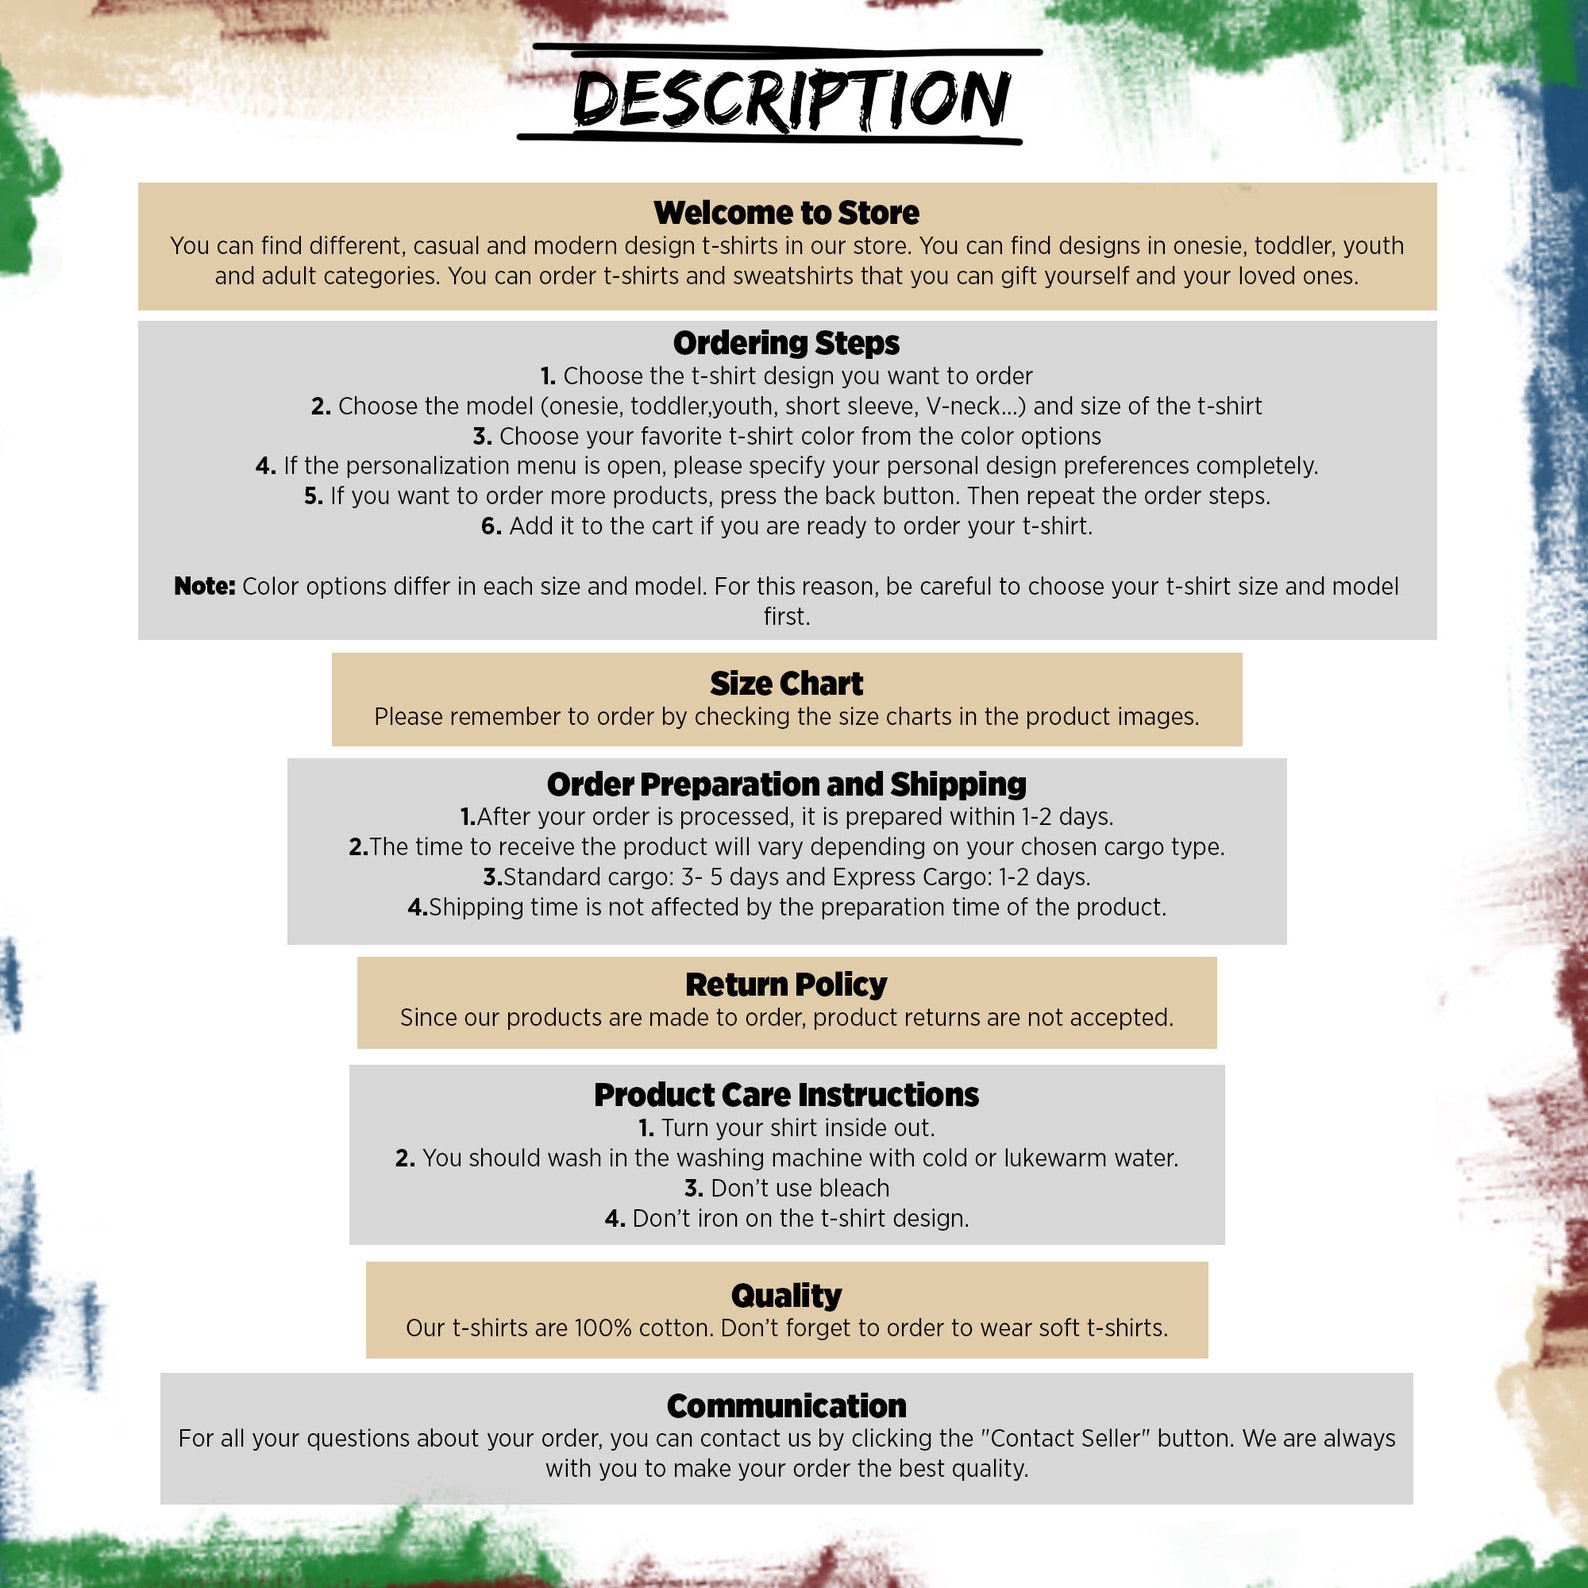 DESCRIPTION
Welcome to Store
You can find different, casual and modern design t-shirts in our store. You can find designs in onesie, toddler, youth
and adult categories. You can order t-shirts and sweatshirts that you can gift yourself and your loved ones.
Ordering Steps
1. Choose the t-shirt design you want to order
2. Choose the model (onesie, toddler,youth, short sleeve, V-neck...) and size of the t-shirt
3. Choose your favorite t-shirt color from the color options
4. If the personalization menu is open, please specify your personal design preferences completely.
5. If you want to order more products, press the back button. Then repeat the order steps.
6. Add it to the cart if you are ready to order your t-shirt.
Note: Color options differ in each size and model. For this reason, be careful to choose your t-shirt size and model
first.
Size Chart
Please remember to order by checking the size charts in the product images.
Order Preparation and Shipping
1.After your order is processed, it is prepared within 1-2 days.
2.The time to receive the product will vary depending on your chosen cargo type.
3.Standard cargo: 3- 5 days and Express Cargo: 1-2 days.
4.Shipping time is not affected by the preparation time of the product.
Return Policy
Since our products are made to order, product returns are not accepted.
Product Care Instructions
1. Turn your shirt inside out.
2. You should wash in the washing machine with cold or lukewarm water.
3. Don’t use bleach
4. Don’t iron on the t-shirt design.
Quality
Our t-shirts are 100% cotton. Don’t forget to order to wear soft t-shirts.
Communication
For all your questions about your order, you can contact us by clicking the "Contact Seller" button. We are always
with you to make your order the best quality.